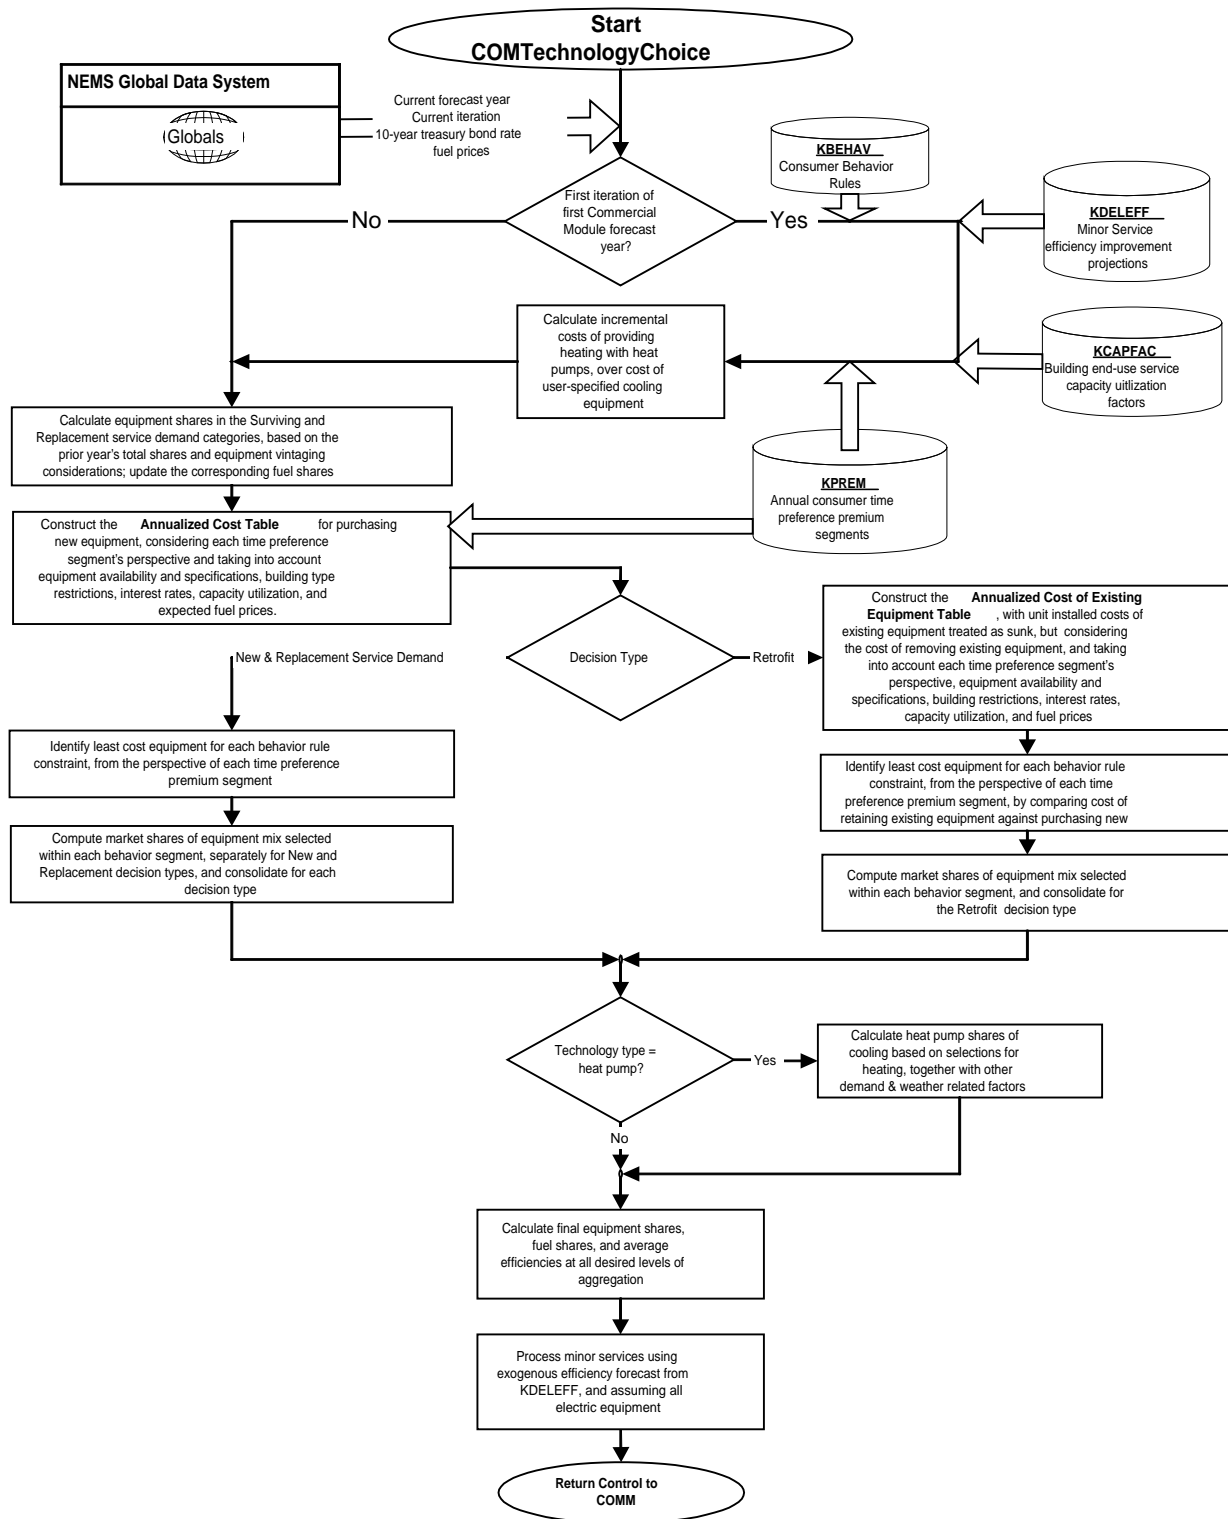 Start
COMTechnologyChoice
NEMS Global Data System
Globals
Current forecast year
Current iteration
10-year treasury bond rate
fuel prices
KBEHAV
Consumer Behavior
Rules
KDELEFF
Minor Service
efficiency improvement
projections
First iteration of
first Commercial
Module forecast
year?
No
Yes
Calculate incremental
costs of providing
heating with heat
pumps, over cost of
user-specified cooling
equipment
KCAPFAC
Building end-use service
capacity uitlization
factors
Calculate equipment shares in the Surviving and
Replacement service demand categories, based on the
prior year's total shares and equipment vintaging
considerations; update the corresponding fuel shares
KPREM
Annual consumer time
preference premium
segments
Construct the Annualized Cost Table for purchasing
new equipment, considering each time preference
segment's perspective and taking into account
equipment availability and specifications, building type
restrictions, interest rates, capacity utilization, and
expected fuel prices.
Decision Type
New & Replacement Service Demand
Retrofit
Construct the Annualized Cost of Existing
Equipment Table , with unit installed costs of
existing equipment treated as sunk, but considering
the cost of removing existing equipment, and taking
into account each time preference segment's
perspective, equipment availability and
specifications, building restrictions, interest rates,
capacity utilization, and fuel prices
Identify least cost equipment for each behavior rule
constraint, from the perspective of each time preference
premium segment
Identify least cost equipment for each behavior rule
constraint, from the perspective of each time
preference premium segment, by comparing cost of
retaining existing equipment against purchasing new
Compute market shares of equipment mix selected
within each behavior segment, separately for New and
Replacement decision types, and consolidate for each
decision type
Compute market shares of equipment mix selected
within each behavior segment, and consolidate for
the Retrofit decision type
Technology type =
heat pump?
Yes
No
Calculate heat pump shares of
cooling based on selections for
heating, together with other
demand & weather related factors
Calculate final equipment shares,
fuel shares, and average
efficiencies at all desired levels of
aggregation
Process minor services using
exogenous efficiency forecast from
KDELEFF, and assuming all
electric equipment
Return Control to
COMM